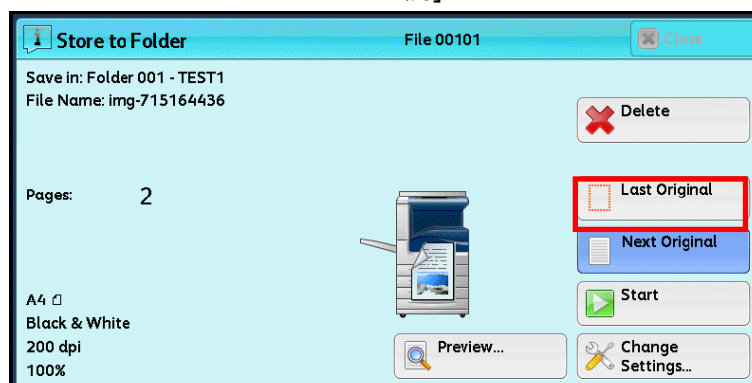 Store to Folder
File 00101
Close
Save in: Folder 001 - TEST1
File Name: img-715164436
Delete
Pages: 2
Last Original
Next Original
Start
A4
Black & White
200 dpi
100%
Preview...
Change
Settings...